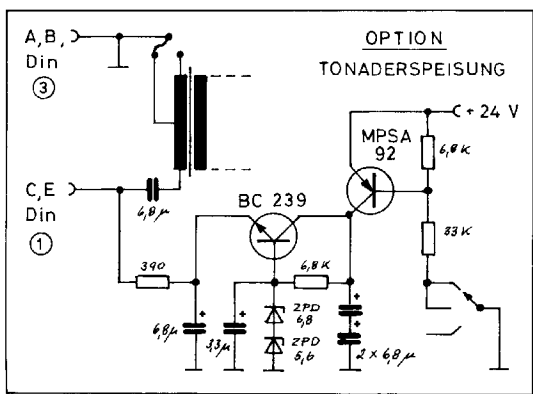 A, B,
Din
③
OPTION
TONADERSPEISUNG
+ 24 V
MPSA
92
6,8K
C,E
Din
①
6,8µ
BC 239
33K
390
6,8K
6,8µ
+
3,3µ
+
ZPD
6,8
ZPD
5,6
+
+
2 x 6,8µ